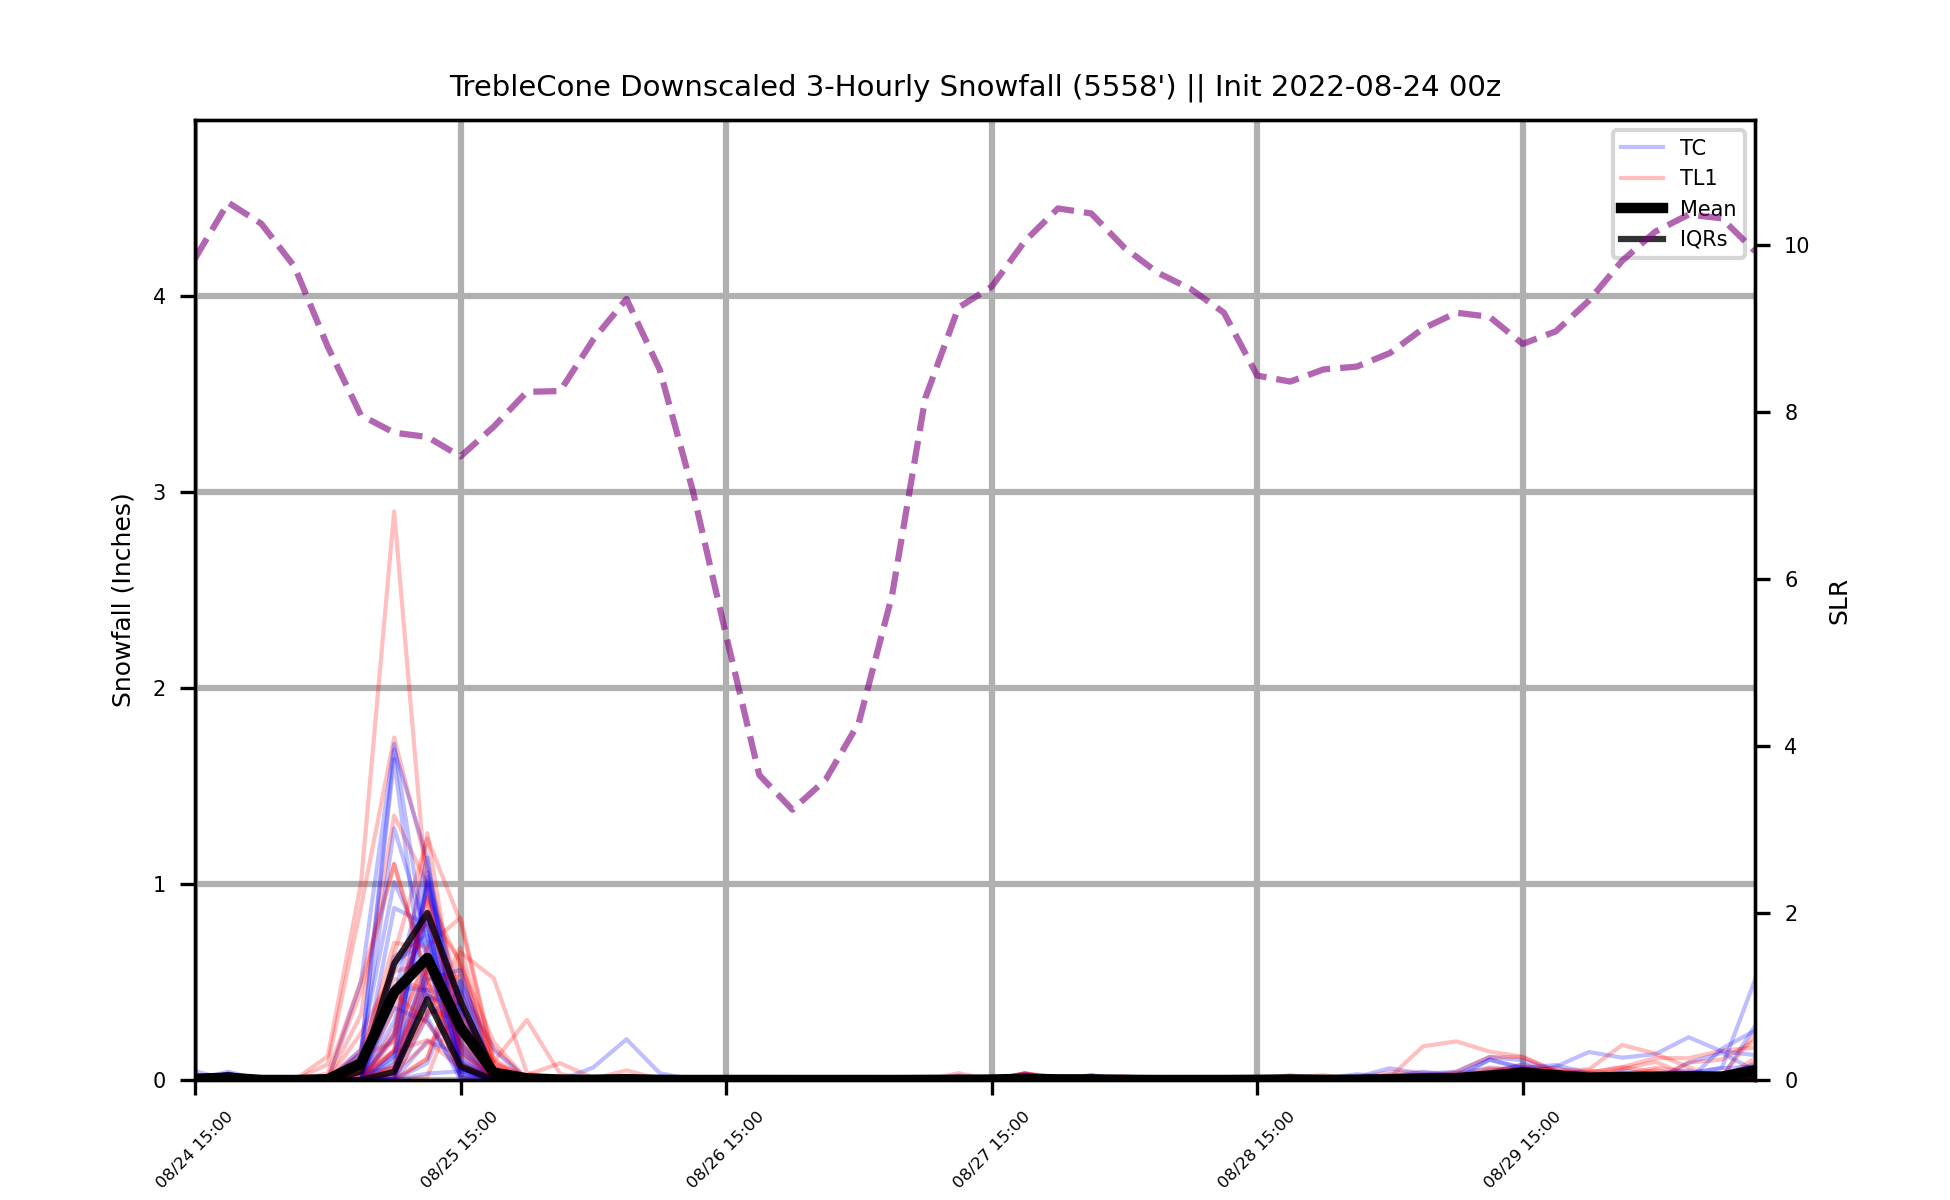 TrebleCone Downscaled 3-Hourly Snowfall (5558') || Init 2022-08-24 00z
TC
TL1
Mean
IQRs
4
3
2
1
0
Snowfall (Inches)
10
8
6
4
2
0
SLR
08/24 15:00
08/25 15:00
08/26 15:00
08/27 15:00
08/28 15:00
08/29 15:00